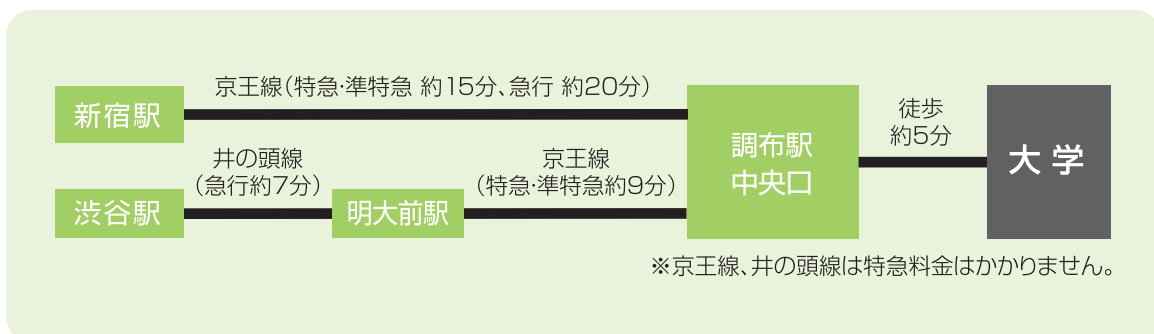 京王線（特急・準特急 約15分、急行 約20分）
新宿駅
井の頭線
（急行約7分）
京王線
（特急・準特急約9分）
渋谷駅
明大前駅
調布駅
中央口
徒歩
約5分
大学
※京王線、井の頭線は特急料金はかかりません。